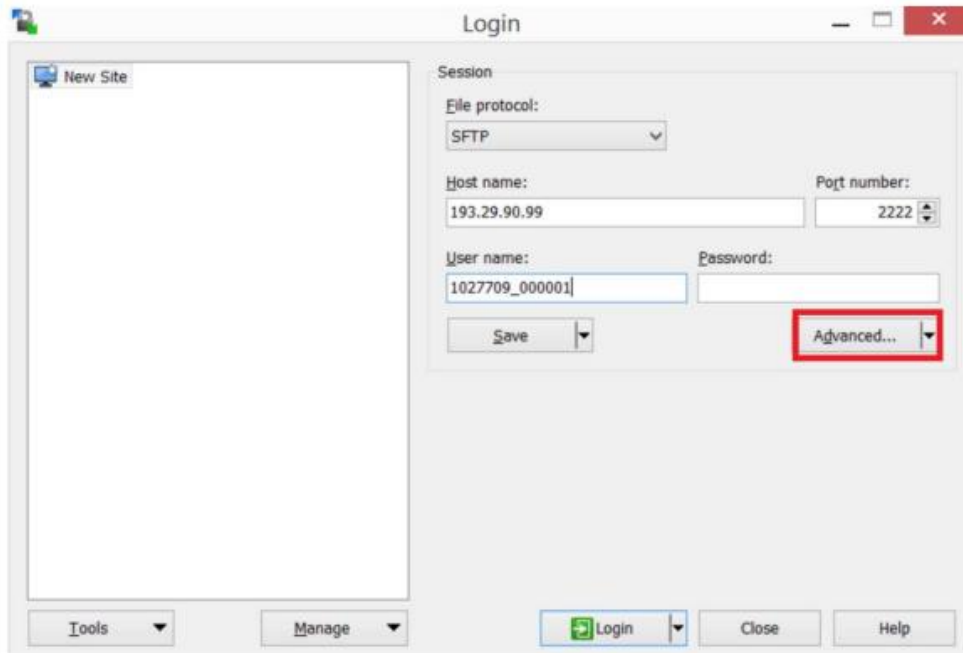 Login
New Site
Session
File protocol:
SFTP
Host name:
Port number:
193.29.90.99
2222
User name:
Password:
1027709_000001
Save
Advanced...
Tools
Manage
Login
Close
Help